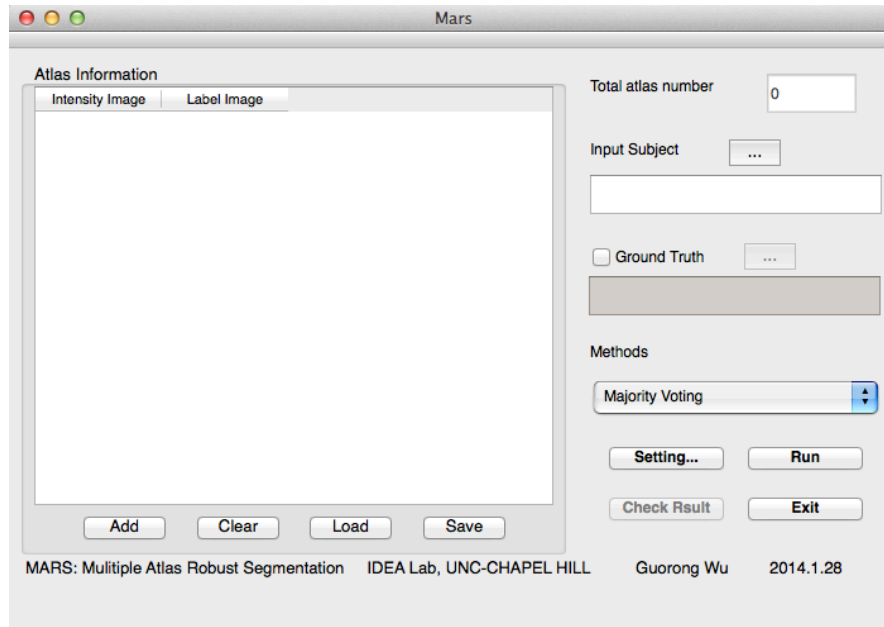 Mars
Atlas Information
Intensity Image Label Image
Total atlas number 0
Input Subject ...
Ground Truth ...
Methods
Majority Voting
Setting... Run
Check Rsult Exit
Add Clear Load Save
MARS: Mulitiple Atlas Robust Segmentation IDEA Lab, UNC-CHAPEL HILL Guorong Wu 2014.1.28